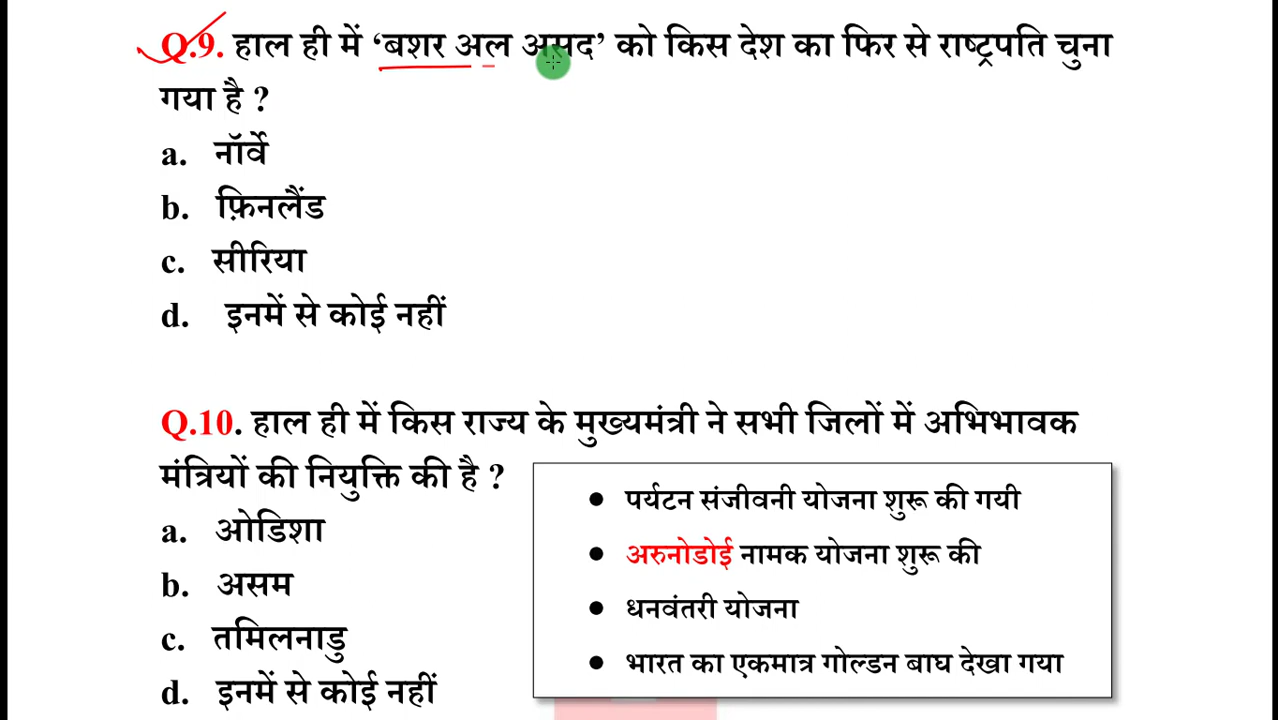 Q.9. हाल ही में ‘बशर अल असद’ को किस देश का फिर से राष्ट्रपति चुना
गया है ?
a. नॉर्वे
b. फ़िनलैंड
c. सीरिया
d. इनमें से कोई नहीं
Q.10. हाल ही में किस राज्य के मुख्यमंत्री ने सभी जिलों में अभिभावक
मंत्रियों की नियुक्ति की है ?
a. ओडिशा
b. असम
c. तमिलनाडु
d. इनमें से कोई नहीं
• पर्यटन संजीवनी योजना शुरू की गयी
• अरुनोडोई नामक योजना शुरू की
• धनवंतरी योजना
• भारत का एकमात्र गोल्डन बाघ देखा गया